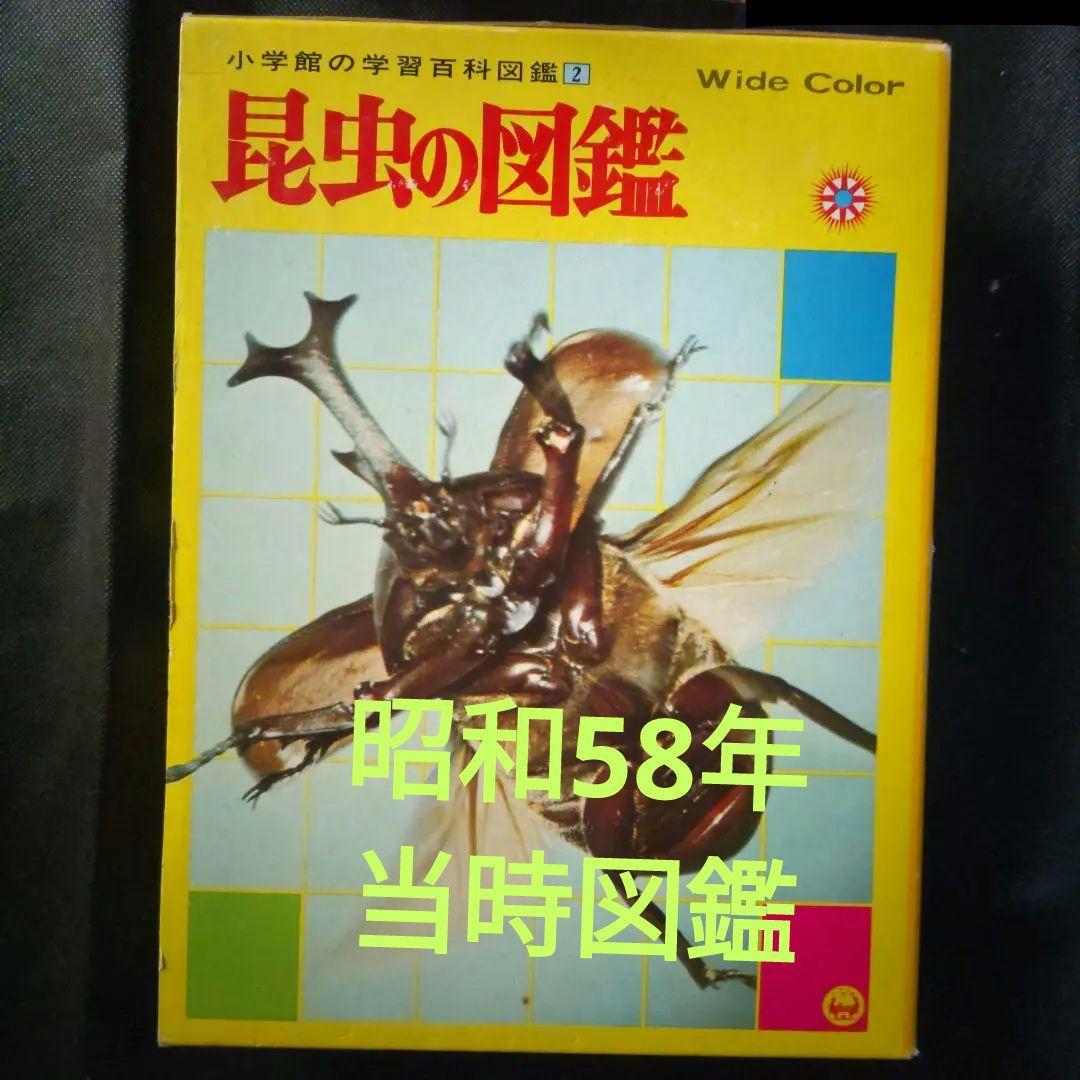 小学館の学習百科図鑑2
Wide Color
昆虫の図鑑
昭和58年
当時図鑑